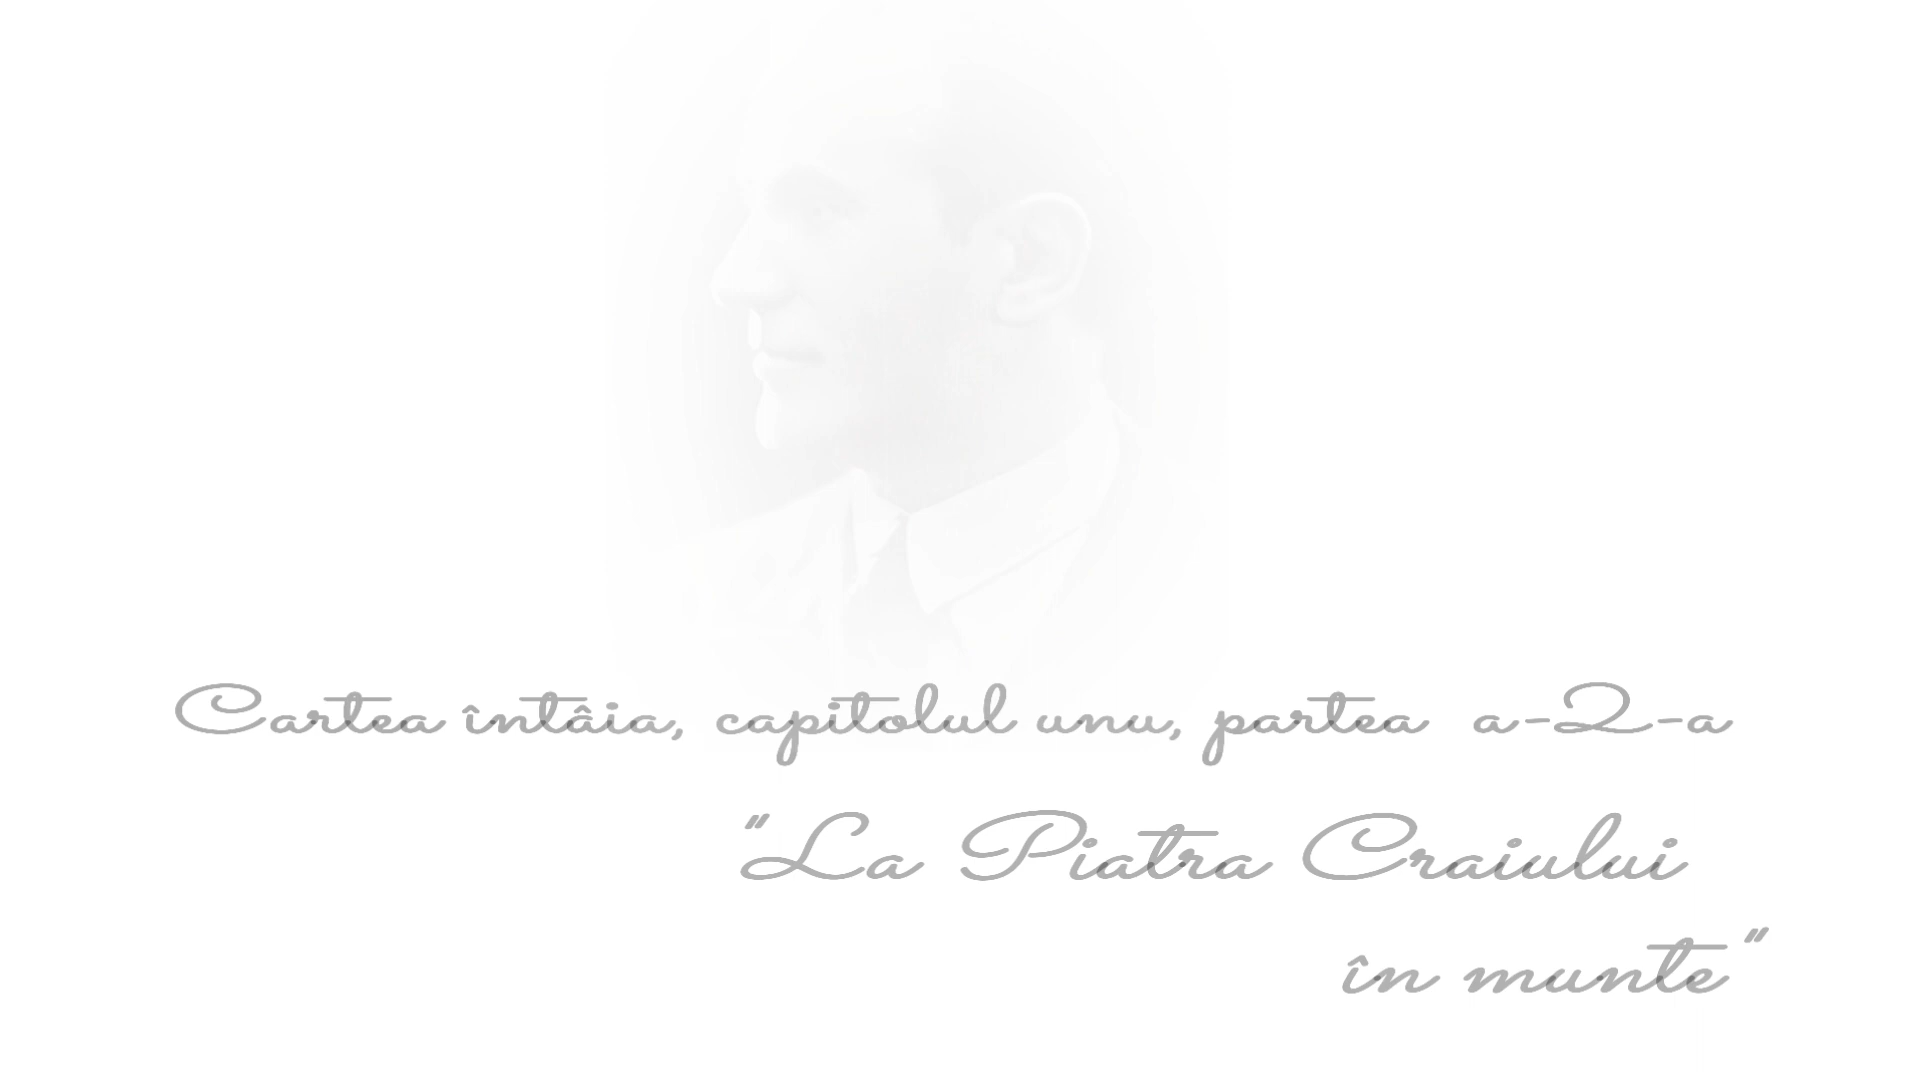 Cartea întâia, capitolul unu, partea a-2-a
"La Piatra Craiului
în munte"